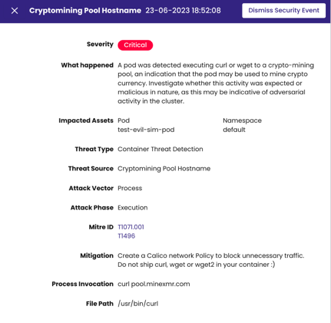 Cryptomining Pool Hostname 23-06-2023 18:52:08 Dismiss Security Event
Severity Critical
What happened A pod was detected executing curl or wget to a crypto-mining
pool, an indication that the pod may be used to mine crypto
currency. Investigate whether this activity was expected or
malicious in nature, as this may be indicative of adversarial
activity in the cluster.
Impacted Assets Pod Namespace
test-evil-sim-pod default
Threat Type Container Threat Detection
Threat Source Cryptomining Pool Hostname
Attack Vector Process
Attack Phase Execution
Mitre ID T1071.001
T1496
Mitigation Create a Calico network Policy to block unnecessary traffic.
Do not ship curl, wget or wget2 in your container :)
Process Invocation curl pool.minexmr.com
File Path /usr/bin/curl